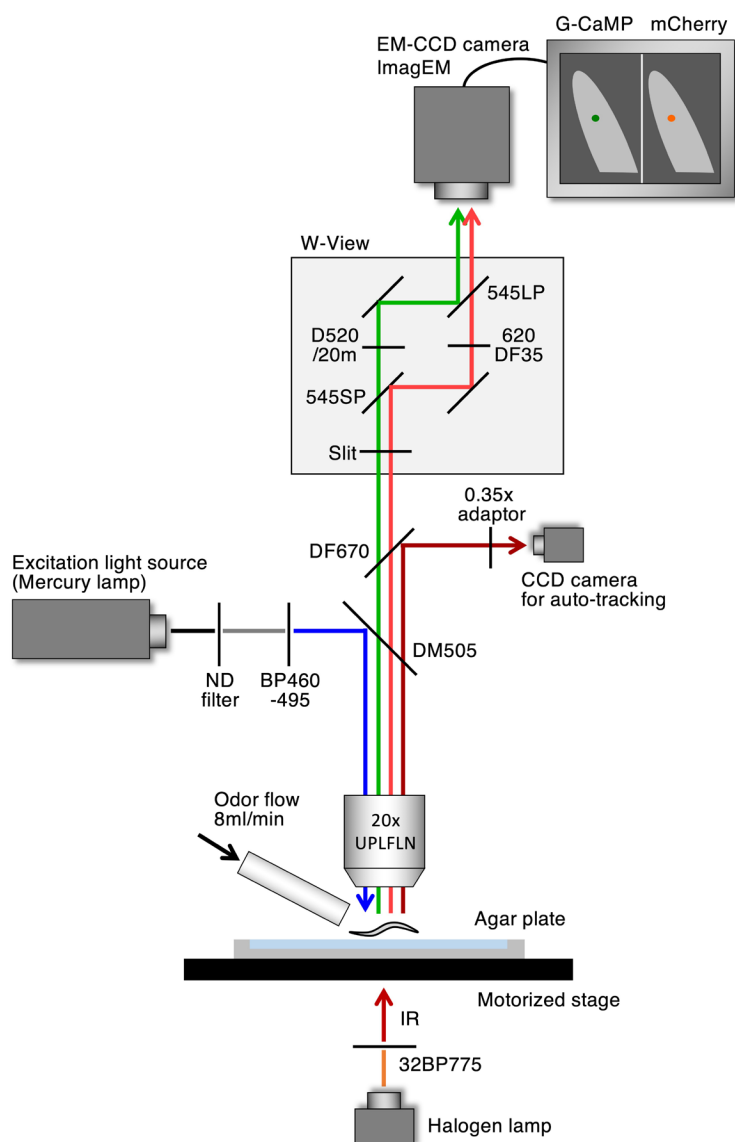 G-CaMP mCherry
EM-CCD camera
ImagEM
W-View
545LP
D520
/20m
620
DF35
545SP
Slit
0.35x
adaptor
DF670
Excitation light source
(Mercury lamp)
CCD camera
for auto-tracking
DM505
ND
filter
BP460
-495
Odor flow
8ml/min
20x
UPLFLN
Agar plate
Motorized stage
IR
32BP775
Halogen lamp